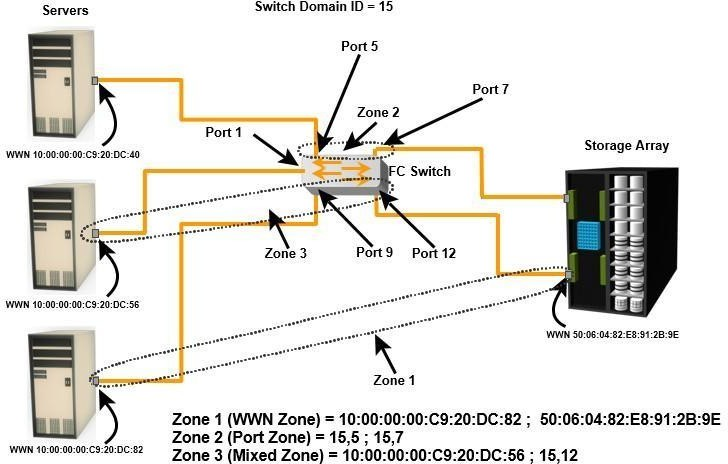 Servers
Switch Domain ID = 15
Port 5
Port 7
Zone 2
Port 1
Storage Array
WWN 10:00:00:00:C9:20:DC:40
FC Switch
Zone 3
Port 9
Port 12
WWN 10:00:00:00:C9:20:DC:56
WWN 50:06:04:82:E8:91:2B:9E
Zone 1
WWN 10:00:00:00:C9:20:DC:82
Zone 1 (WWN Zone) = 10:00:00:00:C9:20:DC:82 ; 50:06:04:82:E8:91:2B:9E
Zone 2 (Port Zone) = 15,5 ; 15,7
Zone 3 (Mixed Zone) = 10:00:00:00:C9:20:DC:56 ; 15,12